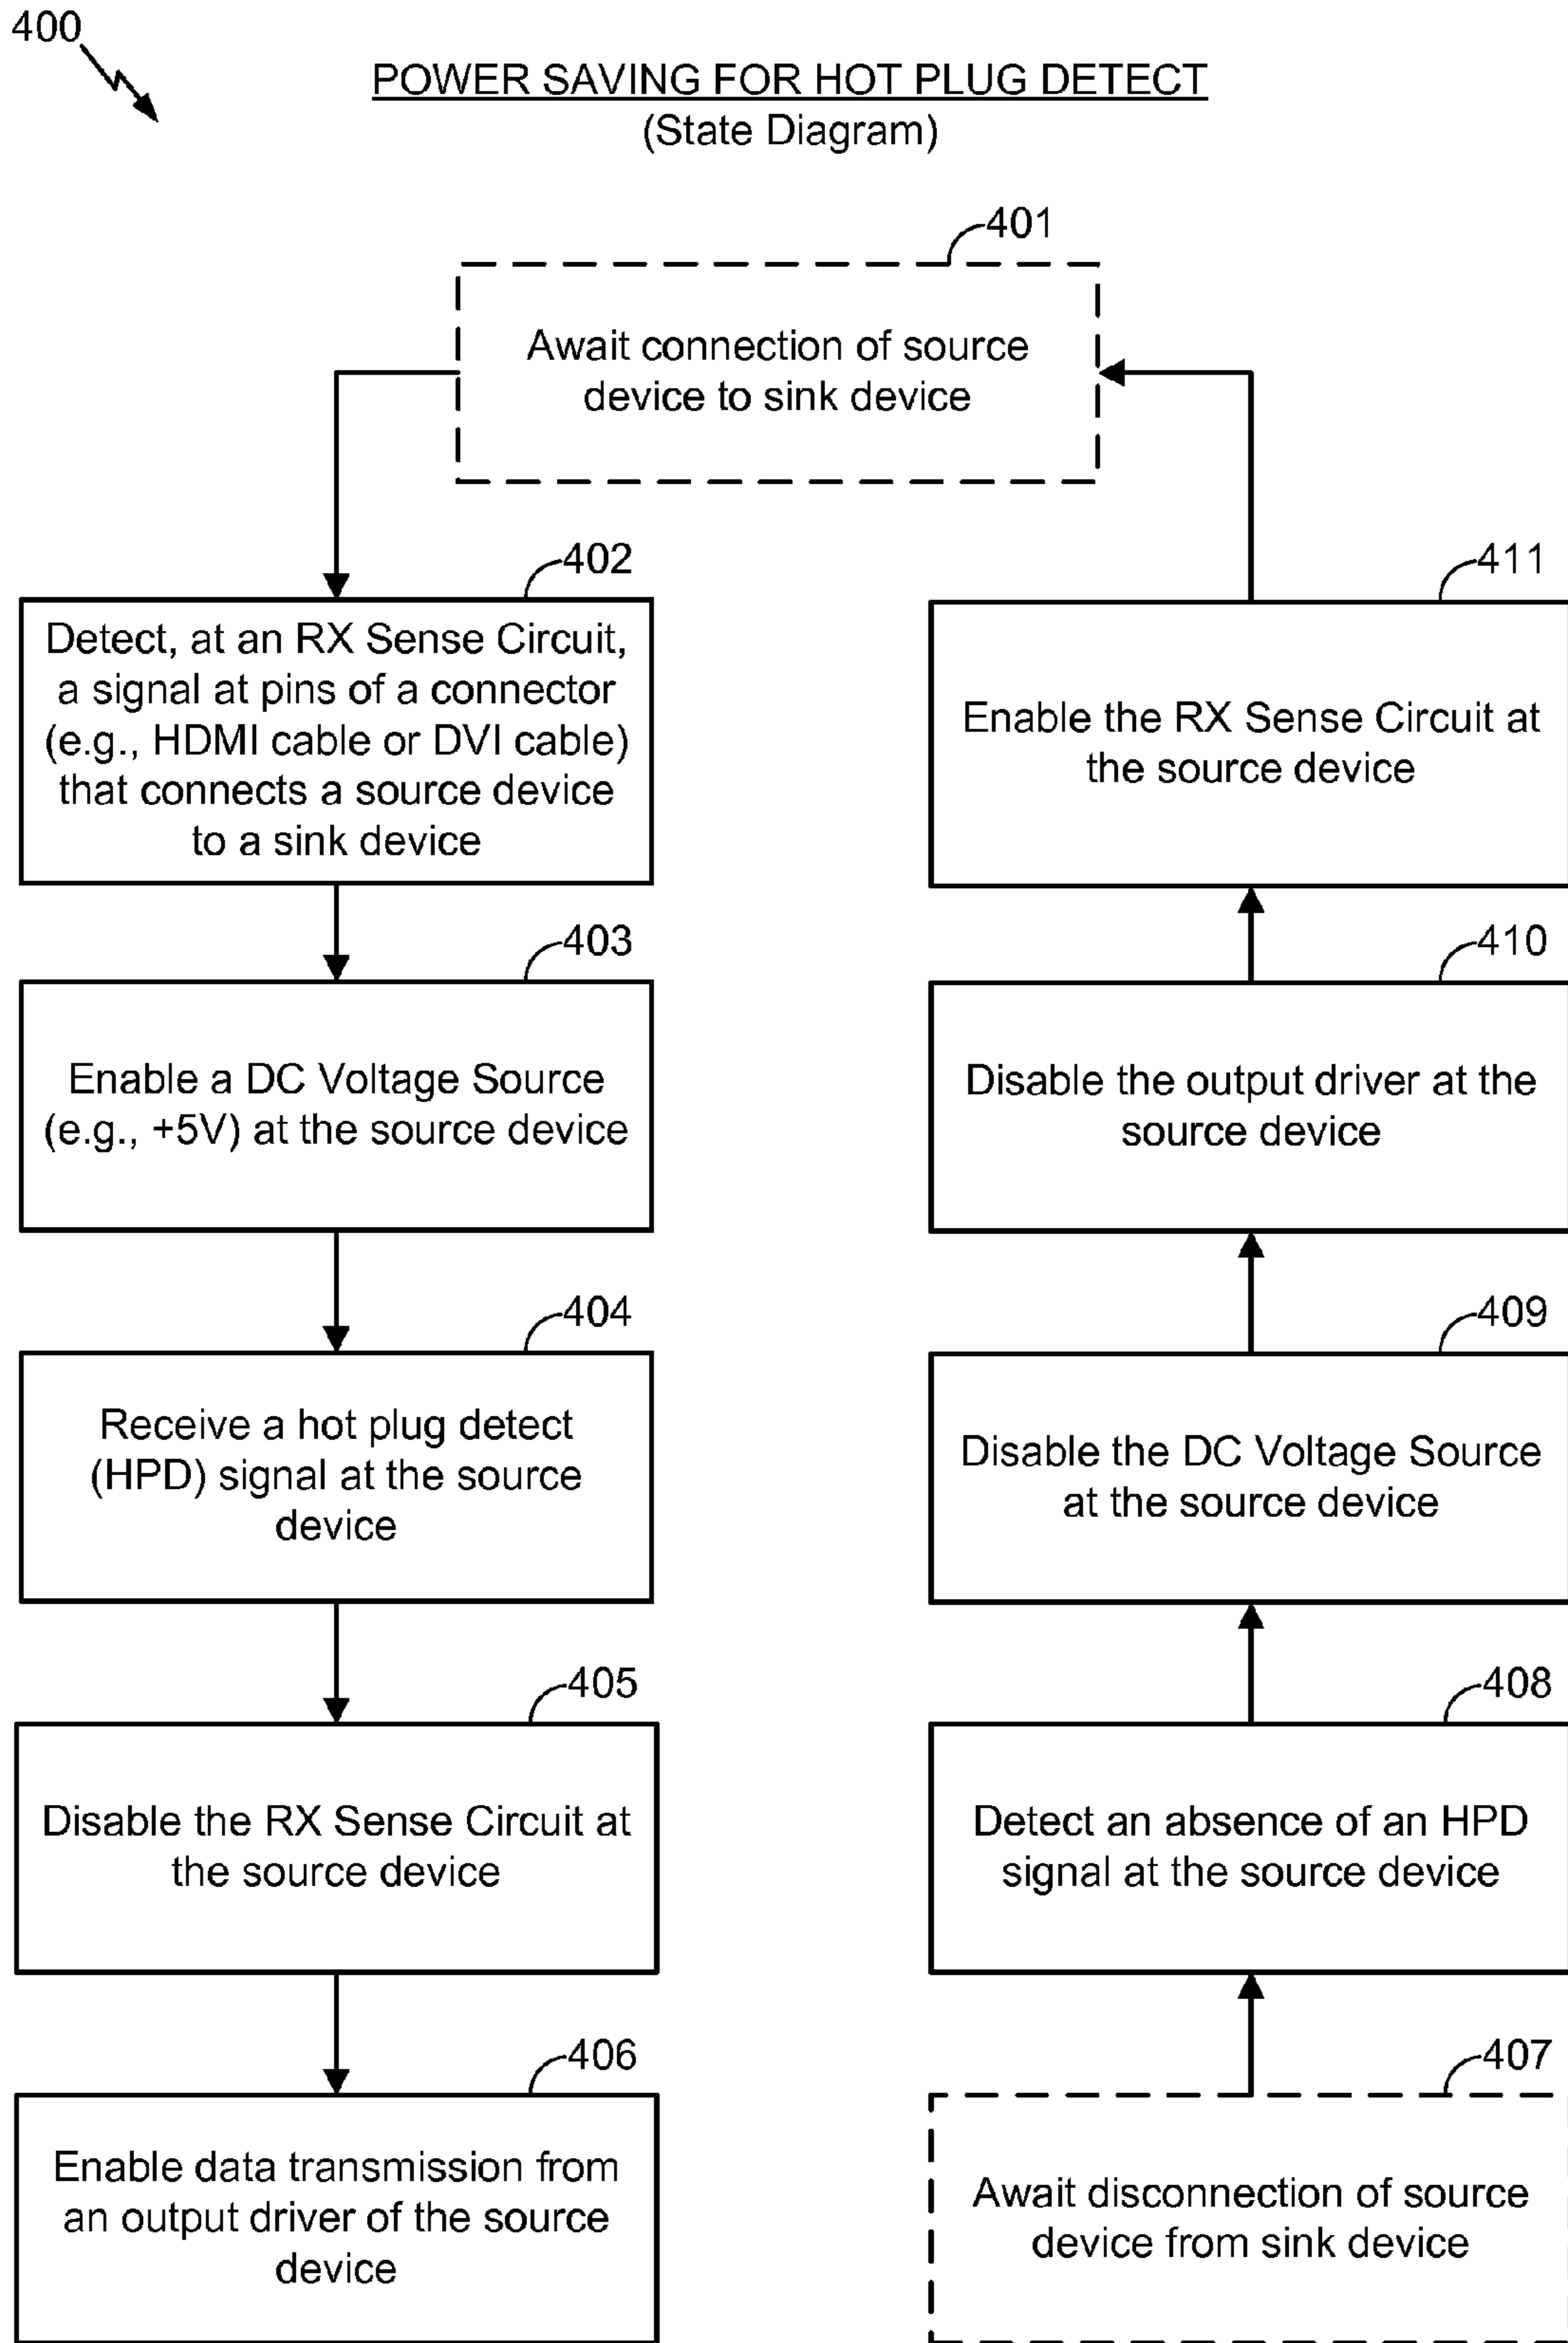 400
POWER SAVING FOR HOT PLUG DETECT
(State Diagram)
401
Await connection of source
device to sink device
402
Detect, at an RX Sense Circuit,
a signal at pins of a connector
(e.g., HDMI cable or DVI cable)
that connects a source device
to a sink device
403
Enable a DC Voltage Source
(e.g., +5V) at the source device
404
Receive a hot plug detect
(HPD) signal at the source
device
405
Disable the RX Sense Circuit at
the source device
406
Enable data transmission from
an output driver of the source
device
407
Await disconnection of source
device from sink device
408
Detect an absence of an HPD
signal at the source device
409
Disable the DC Voltage Source
at the source device
410
Disable the output driver at the
source device
411
Enable the RX Sense Circuit at
the source device